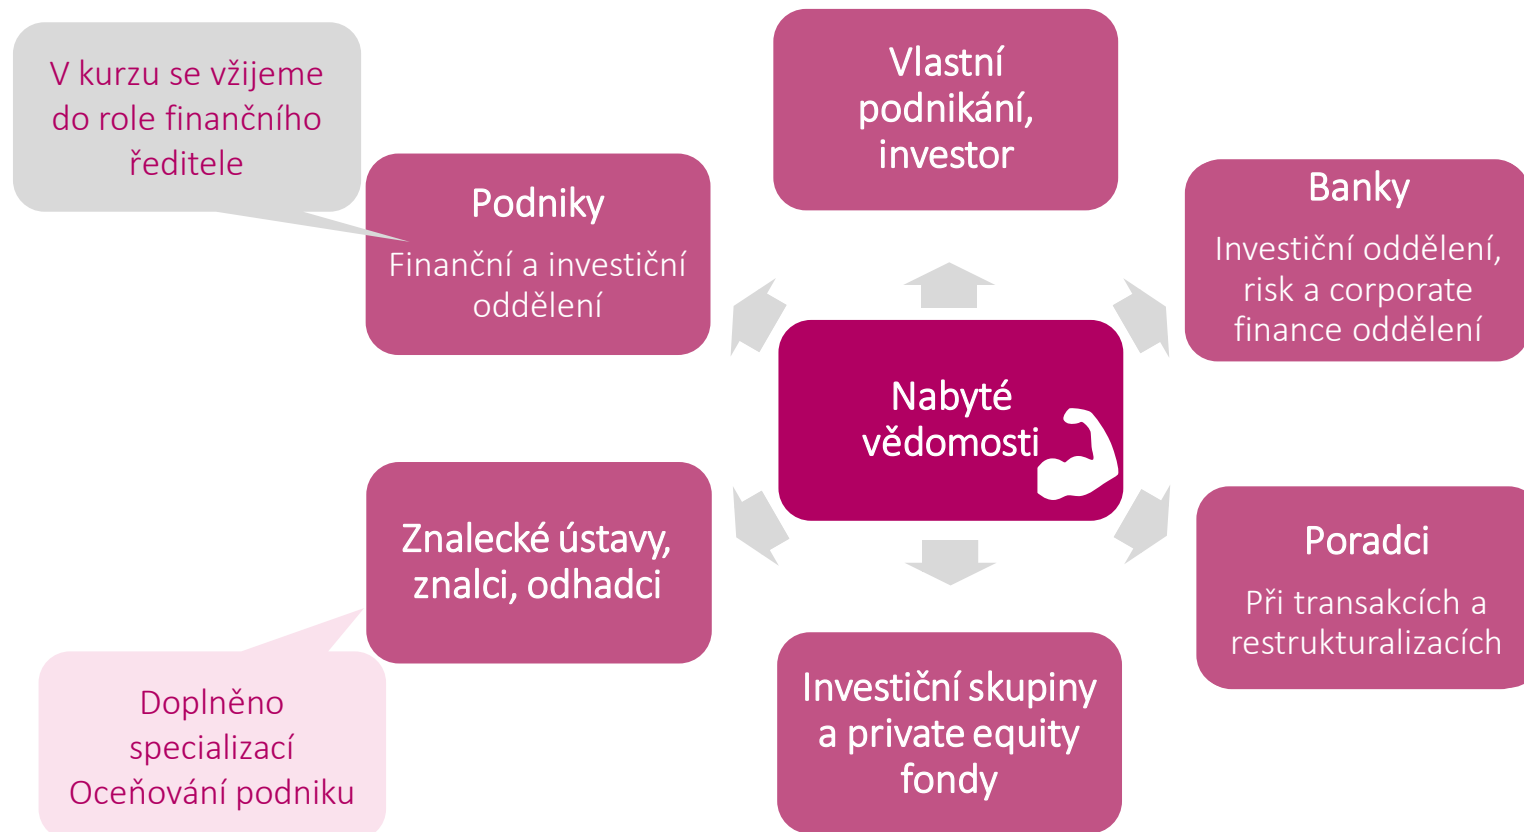 V kurzu se vžijeme
do role finančního
ředitele
Vlastní
podnikání,
investor
Podniky
Finanční a investiční
oddělení
Banky
Investiční oddělení,
risk a corporate
finance oddělení
Nabyté
vědomosti
Znalecké ústavy,
znalci, odhadci
Poradci
Při transakcích a
restrukturalizacích
Doplněno
specializací
Oceňování podniku
Investiční skupiny
a private equity
fondy